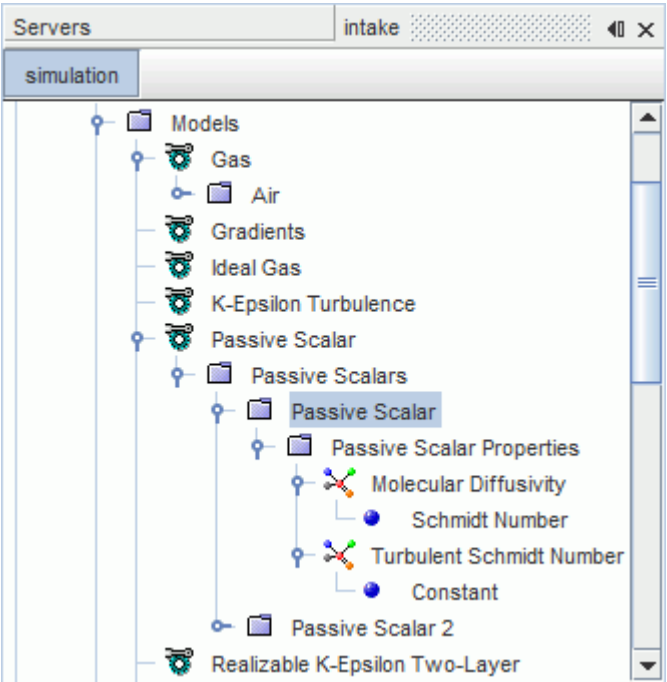 Servers
intake
simulation
Models
Gas
Air
Gradients
Ideal Gas
K-Epsilon Turbulence
Passive Scalar
Passive Scalars
Passive Scalar
Passive Scalar Properties
Molecular Diffusivity
Schmidt Number
Turbulent Schmidt Number
Constant
Passive Scalar 2
Realizable K-Epsilon Two-Layer